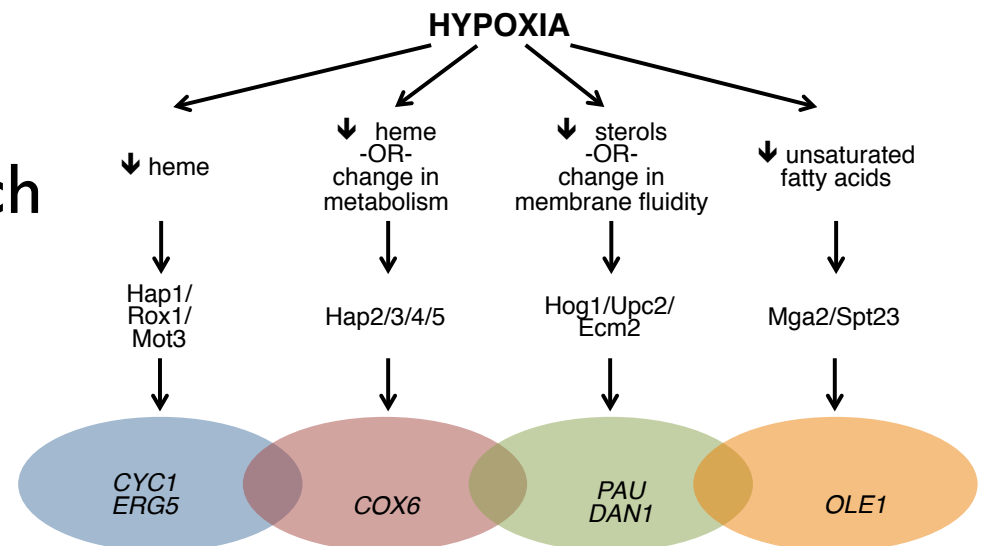 HYPOXIA
ch
↓ heme
↓ heme
-OR-
change in
metabolism
↓ sterols
-OR-
change in
membrane fluidity
↓ unsaturated
fatty acids
Hap1/
Rox1/
Mot3
Hap2/3/4/5
Hog1/Upc2/
Ecm2
Mga2/Spt23
CYC1
ERG5
COX6
PAU
DAN1
OLE1